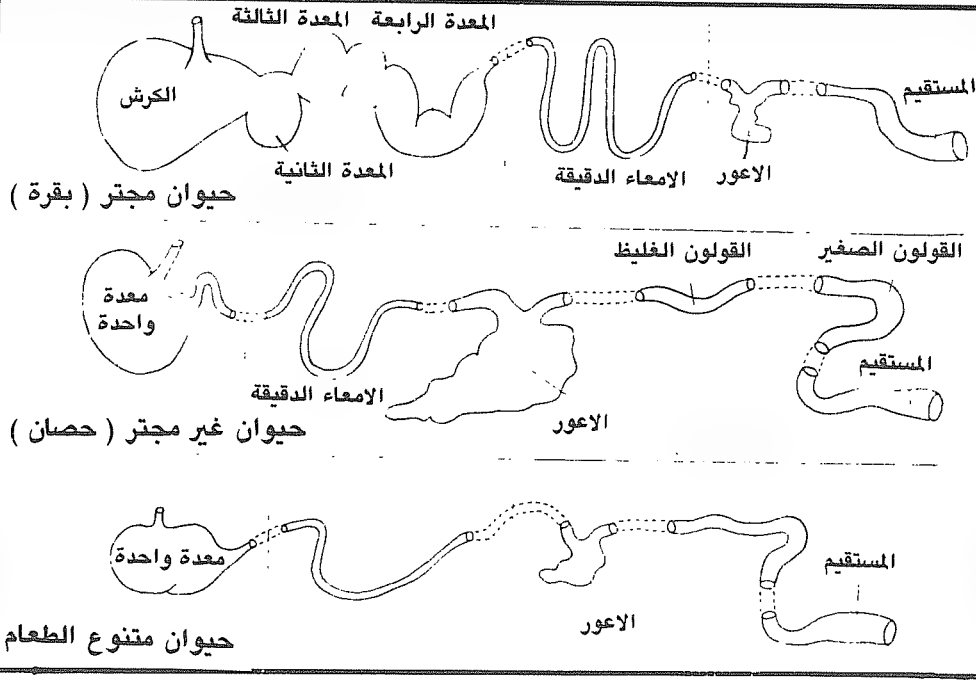 المعدة الرابعة
المعدة الثالثة
المستقيم
الكرش
الاعور
الامعاء الدقيقة
المعدة الثانية
حيوان مجتر ( بقرة )
القولون الصغير
القولون الغليظ
معدة
واحدة
المستقيم
الامعاء الدقيقة
الاعور
حيوان غير مجتر ( حصان )
معدة واحدة
المستقيم
الاعور
حيوان متنوع الطعام